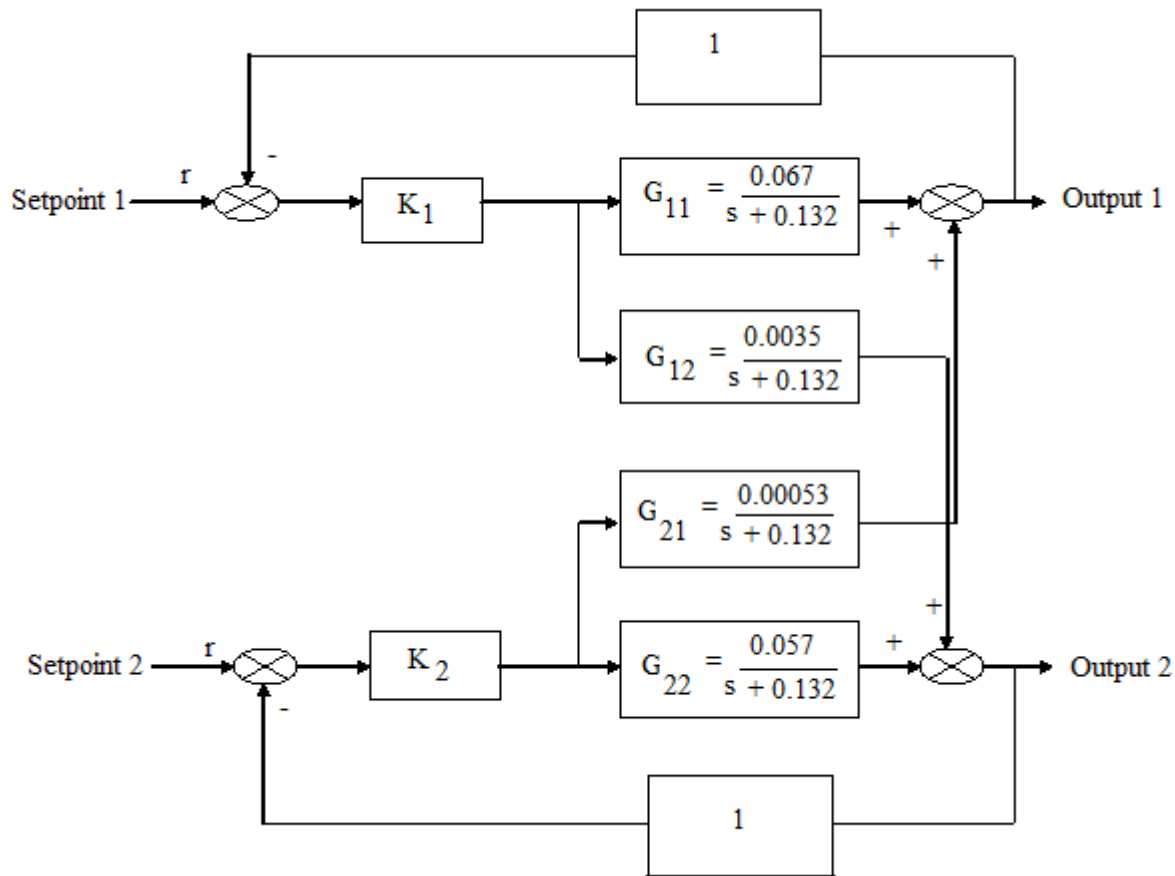 1
r
-
Setpoint 1
K1
G11 = 0.067
s + 0.132
+
+
Output 1
G12 = 0.0035
s + 0.132
G21 = 0.00053
s + 0.132
+
r
Setpoint 2
-
K2
G22 = 0.057
s + 0.132
+
Output 2
1